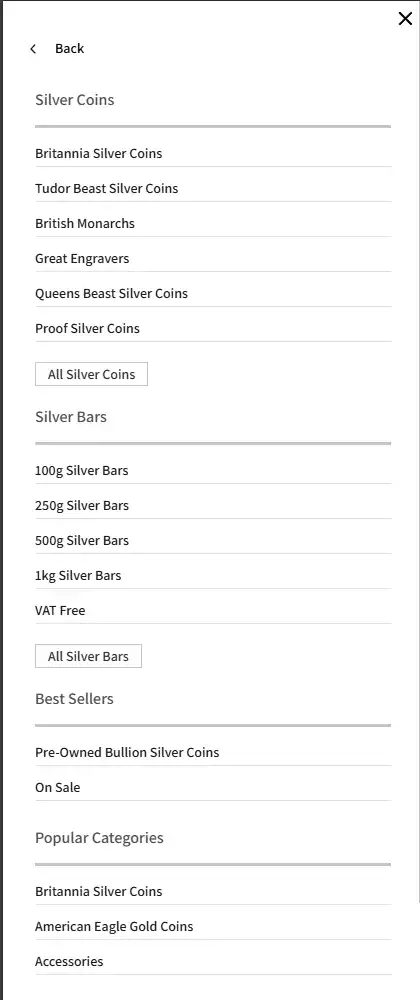 Back
Silver Coins
Britannia Silver Coins
Tudor Beast Silver Coins
British Monarchs
Great Engravers
Queens Beast Silver Coins
Proof Silver Coins
All Silver Coins
Silver Bars
100g Silver Bars
250g Silver Bars
500g Silver Bars
1kg Silver Bars
VAT Free
All Silver Bars
Best Sellers
Pre-Owned Bullion Silver Coins
On Sale
Popular Categories
Britannia Silver Coins
American Eagle Gold Coins
Accessories